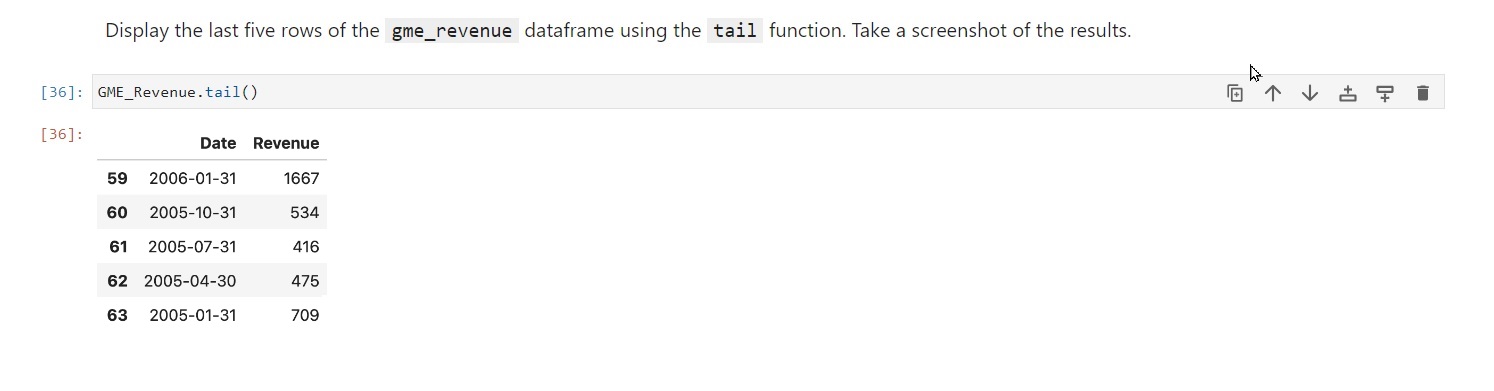 Display the last five rows of the gme_revenue dataframe using the tail function. Take a screenshot of the results.
[36]: GME_Revenue.tail()
[36]:
Date Revenue
59 2006-01-31 1667
60 2005-10-31 534
61 2005-07-31 416
62 2005-04-30 475
63 2005-01-31 709